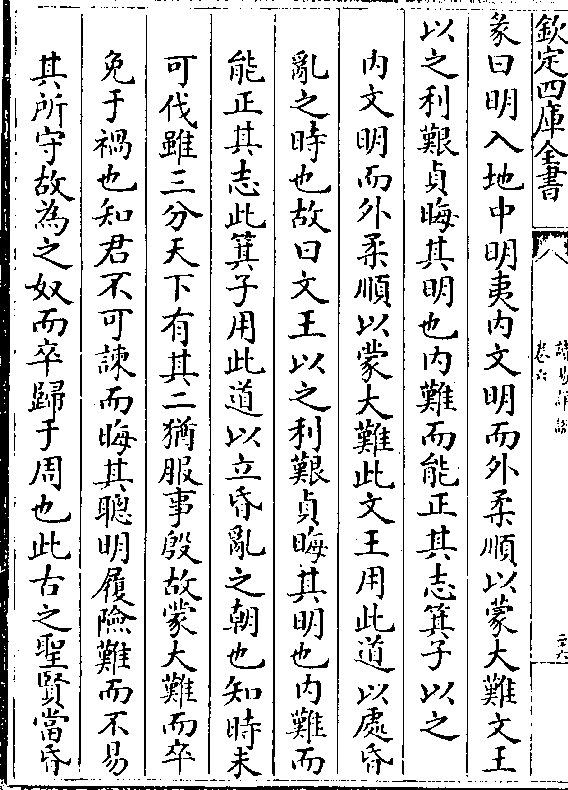 欽定四庫全書
讀易詳說
卷六
彖曰明入地中明夷内文明而外柔順以蒙大難文王
以之利艱貞晦其明也内難而能正其志箕子以之
内文明而外柔順以蒙大難此文王用此道以處昏
亂之時也故曰文王以之利艱貞晦其明也内難而
能正其志此箕子用此道以立昏亂之朝也知時未
可伐雖三分天下有其二猶服事殷故蒙大難而卒
免于禍也知君不可諫而晦其聰明履險難而不易
其所守故為之奴而卒歸于周也此古之聖賢當昏